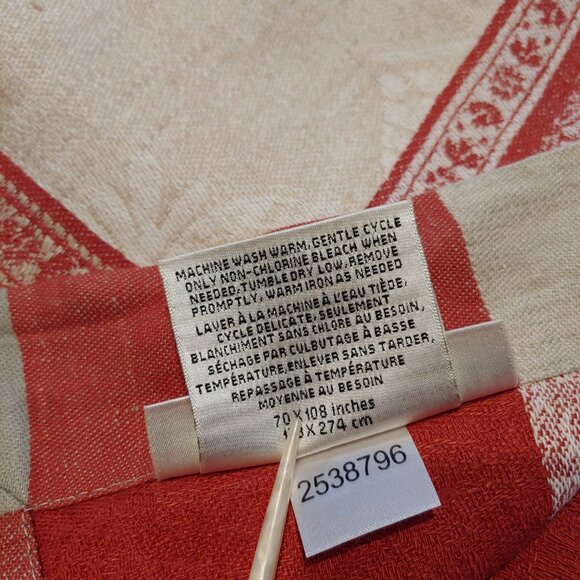 MACHINE WASH WARM, GENTLE CYCLE
ONLY NON-CHLORINE BLEACH WHEN
NEEDED, TUMBLE DRY LOW, REMOVE
PROMPTLY, WARM IRON AS NEEDED
LAVER À LA MACHINE À L'EAU TIÈDE,
CYCLE DELICATE, SEULEMENT
BLANCHIMENT SANS CHLORE AU BESOIN,
SÉCHAGE PAR CULBUTAGE À BASSE
TEMPÉRATURE, ENLEVER SANS TARDER,
REPASSAGE À TEMPÉRATURE
MOYENNE AU BESOIN
70 X 108 inches
X 274 cm
2538796